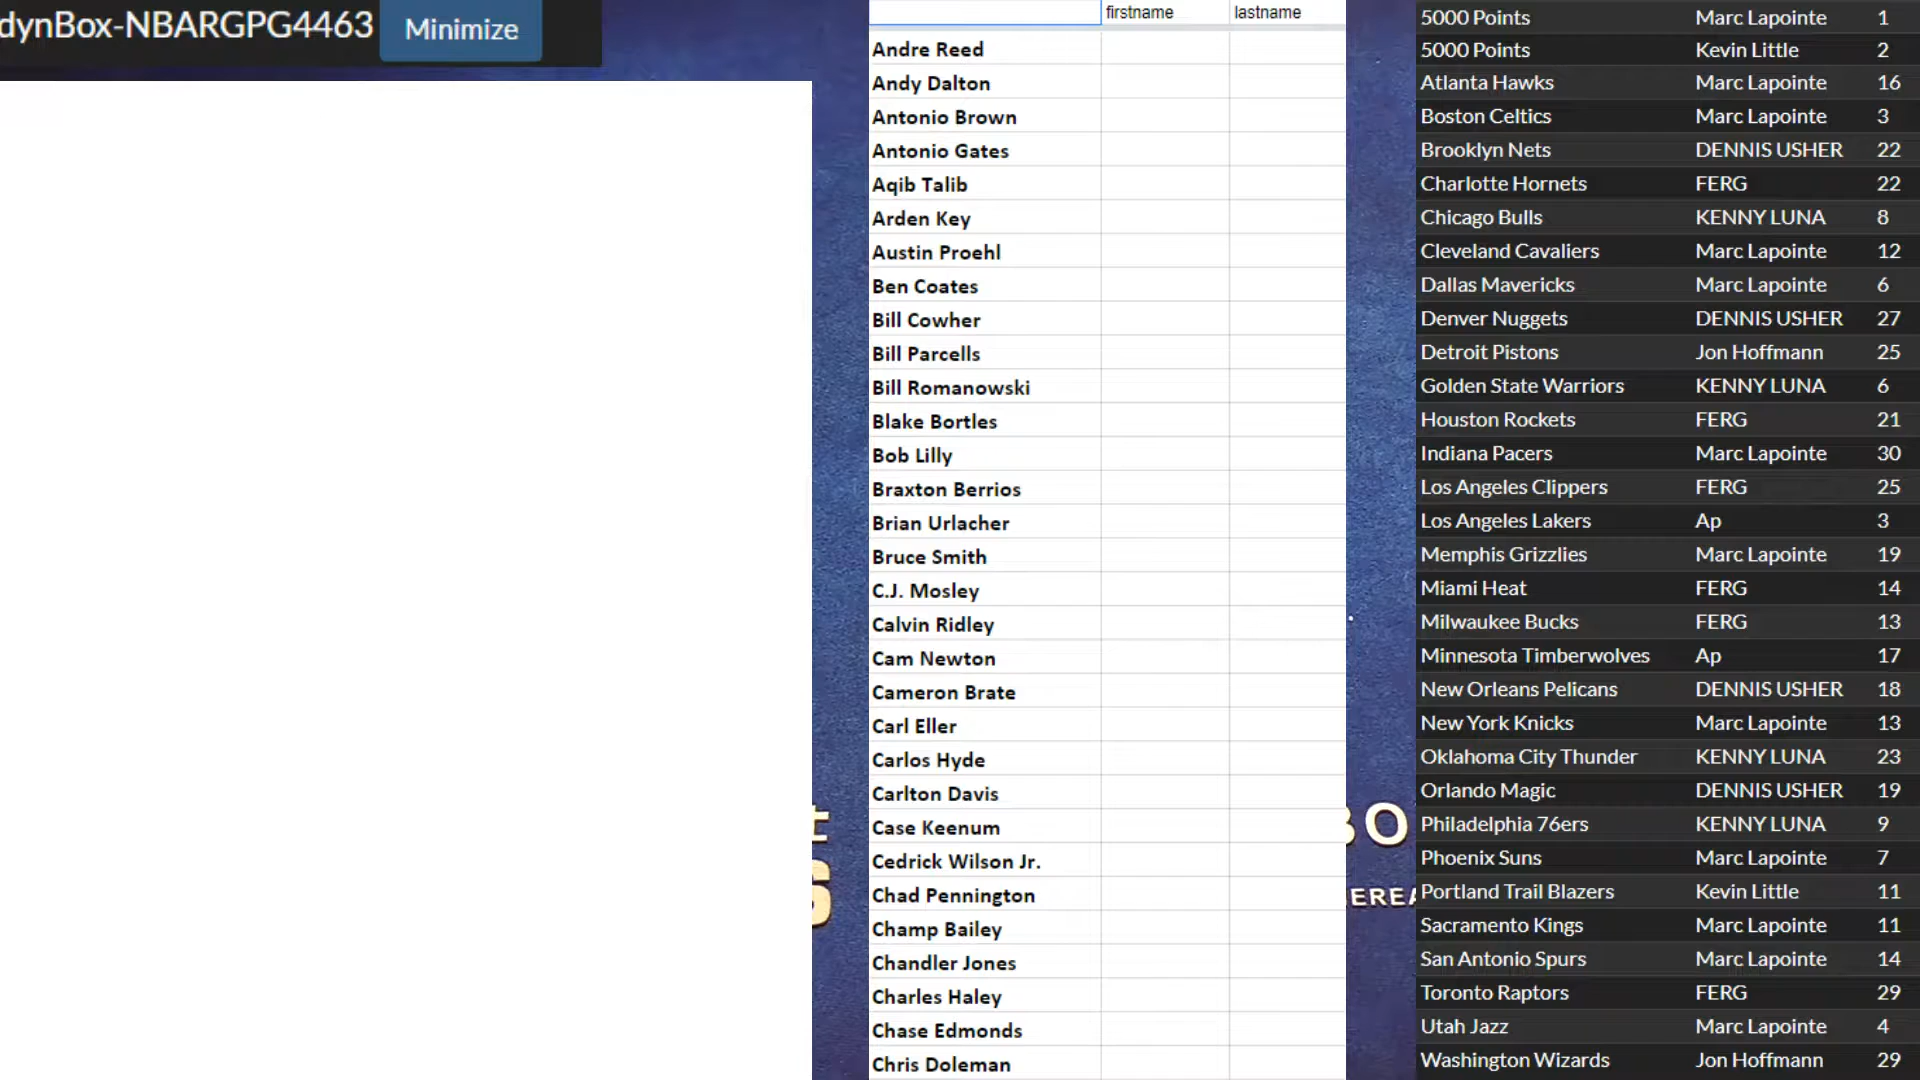 dynBox-NBARGPG4463 Minimize
firstname lastname
Andre Reed
Andy Dalton
Antonio Brown
Antonio Gates
Aqib Talib
Arden Key
Austin Proehl
Ben Coates
Bill Cowher
Bill Parcells
Bill Romanowski
Blake Bortles
Bob Lilly
Braxton Berrios
Brian Urlacher
Bruce Smith
C.J. Mosley
Calvin Ridley
Cam Newton
Cameron Brate
Carl Eller
Carlos Hyde
Carlton Davis
Case Keenum
Cedrick Wilson Jr.
Chad Pennington
Champ Bailey
Chandler Jones
Charles Haley
Chase Edmonds
Chris Doleman
5000 Points Marc Lapointe 1
5000 Points Kevin Little 2
Atlanta Hawks Marc Lapointe 16
Boston Celtics Marc Lapointe 3
Brooklyn Nets DENNIS USHER 22
Charlotte Hornets FERG 22
Chicago Bulls KENNY LUNA 8
Cleveland Cavaliers Marc Lapointe 12
Dallas Mavericks Marc Lapointe 6
Denver Nuggets DENNIS USHER 27
Detroit Pistons Jon Hoffmann 25
Golden State Warriors KENNY LUNA 6
Houston Rockets FERG 21
Indiana Pacers Marc Lapointe 30
Los Angeles Clippers FERG 25
Los Angeles Lakers Ap 3
Memphis Grizzlies Marc Lapointe 19
Miami Heat FERG 14
Milwaukee Bucks FERG 13
Minnesota Timberwolves Ap 17
New Orleans Pelicans DENNIS USHER 18
New York Knicks Marc Lapointe 13
Oklahoma City Thunder KENNY LUNA 23
Orlando Magic DENNIS USHER 19
Philadelphia 76ers KENNY LUNA 9
Phoenix Suns Marc Lapointe 7
Portland Trail Blazers Kevin Little 11
Sacramento Kings Marc Lapointe 11
San Antonio Spurs Marc Lapointe 14
Toronto Raptors FERG 29
Utah Jazz Marc Lapointe 4
Washington Wizards Jon Hoffmann 29